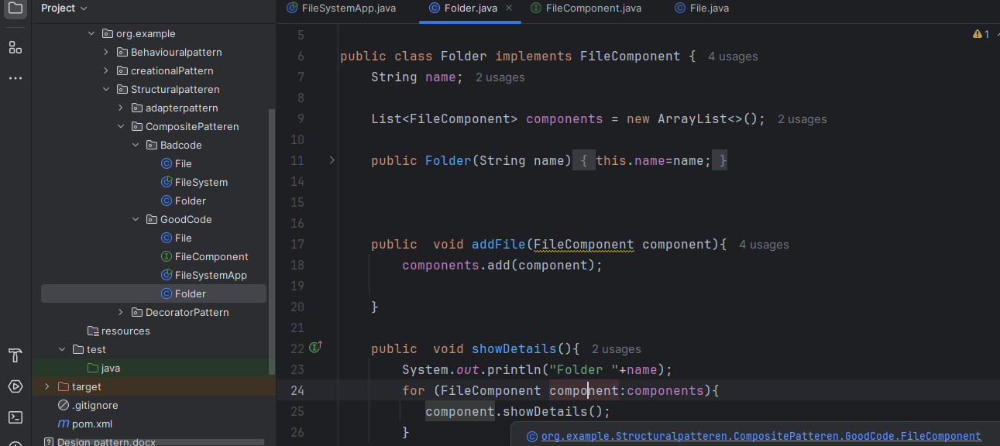 Project
org.example
Behaviouralpattern
creationalPattern
Structuralpatteren
adapterpattern
CompositePatteren
Badcode
File
FileSystem
Folder
GoodCode
File
FileComponent
FileSystemApp
Folder
DecoratorPattern
resources
test
java
target
.gitignore
pom.xml
Design pattern.docx
FileSystemApp.java Folder.java FileComponent.java File.java
1
5
6 public class Folder implements FileComponent { 4 usages
7 String name; 2 usages
8
9 List<FileComponent> components = new ArrayList<>(); 2 usages
10
11 public Folder(String name) { this.name=name; }
14
15
16
17 public  void addFile(FileComponent component){ 4 usages
18 components.add(component);
19
20 }
21
22 public  void showDetails(){ 2 usages
23 System.out.println("Folder "+name);
24 for (FileComponent component:components){
25 component.showDetails();
26 }
org.example.Structuralpatteren.CompositePatteren.GoodCode.FileComponent